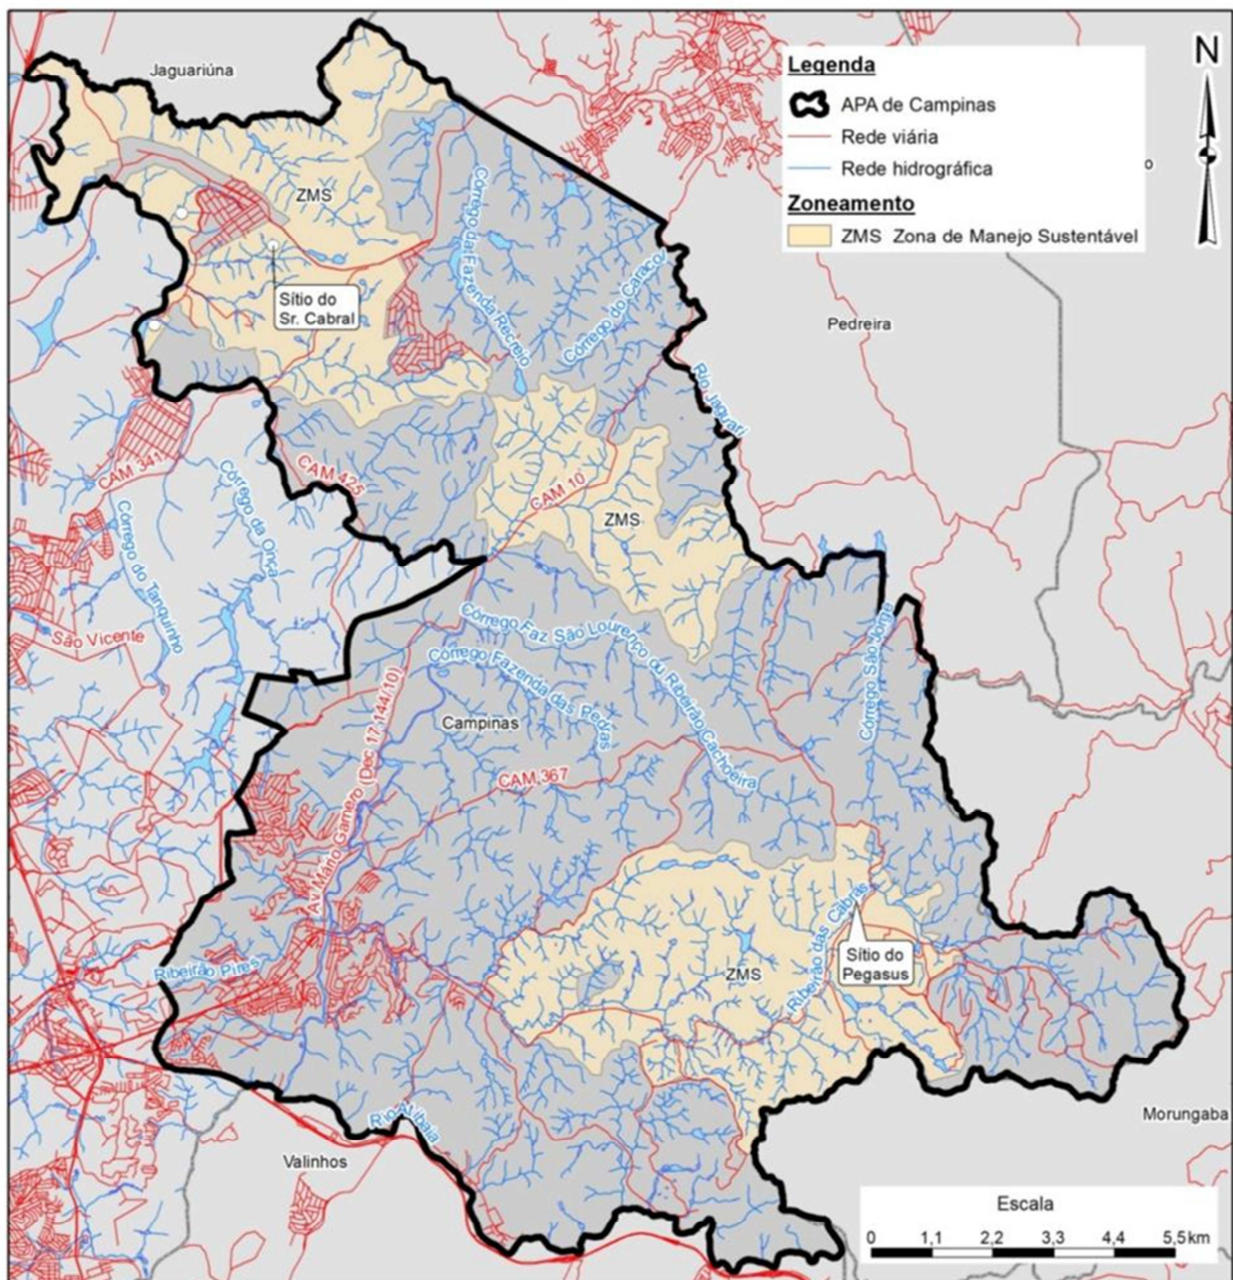 Jaguariúna
N
Legenda
APA de Campinas
Rede viária
Rede hidrográfica
Zoneamento
ZMS Zona de Manejo Sustentável
o
ZMS
Córrego da Fazenda Recreio
Córrego do Caracol
Sítio do
Sr. Cabral
Pedreira
Rio Jaguari
CAM 341
CAM 425
CAM 10
Córrego da Onça
Córrego do Tanquinho
ZMS
São Vicente
Córrego Faz São Lourenço ou Ribeirão Cachoeira
Córrego Fazenda das Pedras
Córrego São Jorge
Campinas
Av Mário Garnero (Dec 17.144/10)
CAM 367
Ribeirão das Cabras
Sítio do
Pegasus
ZMS
Ribeirão Pires
Rio Atibaia
Valinhos
Morungaba
Escala
0 1,1 2,2 3,3 4,4 5,5 km